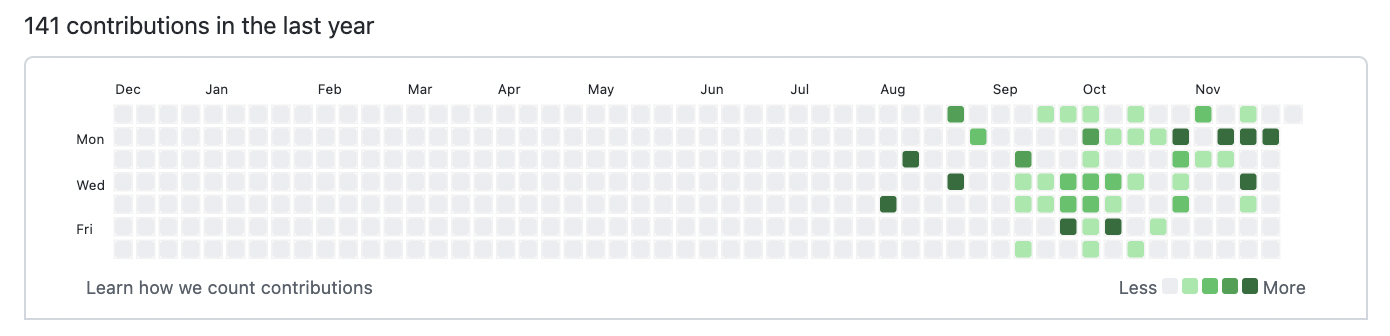 141 contributions in the last year
Dec Jan Feb Mar Apr May Jun Jul Aug Sep Oct Nov
Mon
Wed
Fri
Learn how we count contributions Less More